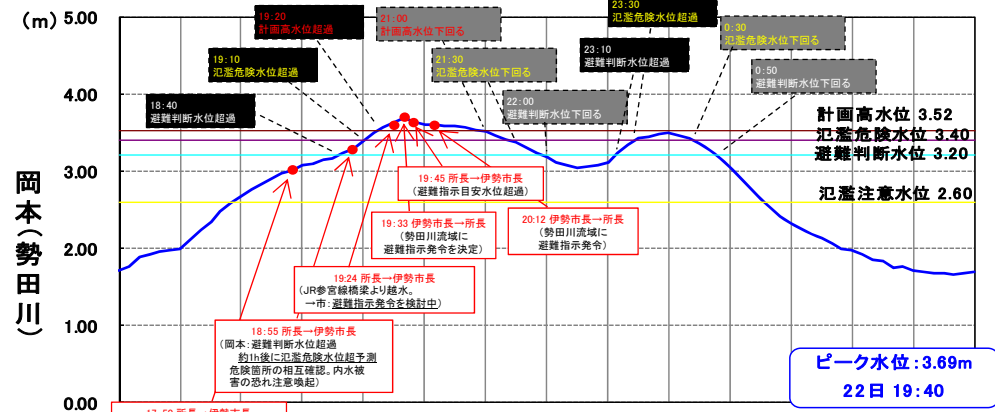 (m)
5.00
4.00
3.00
2.00
1.00
0.00
岡本(勢田川)
18:40
避難判断水位超過
19:10
氾濫危険水位超過
19:20
計画高水位超過
21:00
計画高水位下回る
21:30
氾濫危険水位下回る
22:00
避難判断水位下回る
23:10
避難判断水位超過
23:30
氾濫危険水位超過
0:30
氾濫危険水位下回る
0:50
避難判断水位下回る
計画高水位 3.52
氾濫危険水位 3.40
避難判断水位 3.20
氾濫注意水位 2.60
19:45 所長→伊勢市長
(避難指示目安水位超過)
19:33 伊勢市長→所長
(勢田川流域に
避難指示発令を決定)
20:12 伊勢市長→所長
(勢田川流域に
避難指示発令)
19:24 所長→伊勢市長
(JR参宮線橋梁より越水。
→市:避難指示発令を検討中)
18:55 所長→伊勢市長
(岡本:避難判断水位超過
約1h後に氾濫危険水位超予測
危険箇所の相互確認。内水被
害の恐れ注意喚起)
ピーク水位:3.69m
22日 19:40